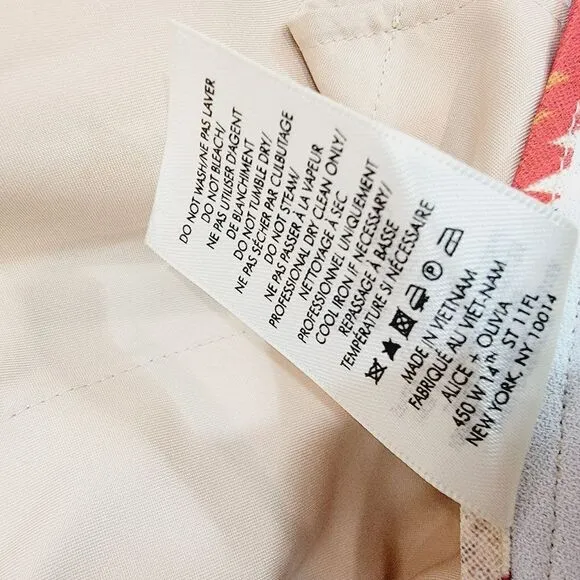 DO NOT WASH/NE PAS LAVER
DO NOT BLEACH/
NE PAS UTILISER D'AGENT
DE BLANCHIMENT
DO NOT TUMBLE DRY/
NE PAS SÉCHER PAR CULBUTAGE
DO NOT STEAM/
NE PAS PASSER À LA VAPEUR
PROFESSIONAL DRY CLEAN ONLY/
NETTOYAGE À SEC
PROFESSIONNEL UNIQUEMENT
COOL IRON IF NECESSARY/
REPASSAGE À BASSE
TEMPÉRATURE SI NÉCESSAIRE
MADE IN VIETNAM
FABRIQUÉ AU VIET-NAM
ALICE + OLIVIA
450 W 14th ST 11FL
NEW YORK, NY 10014